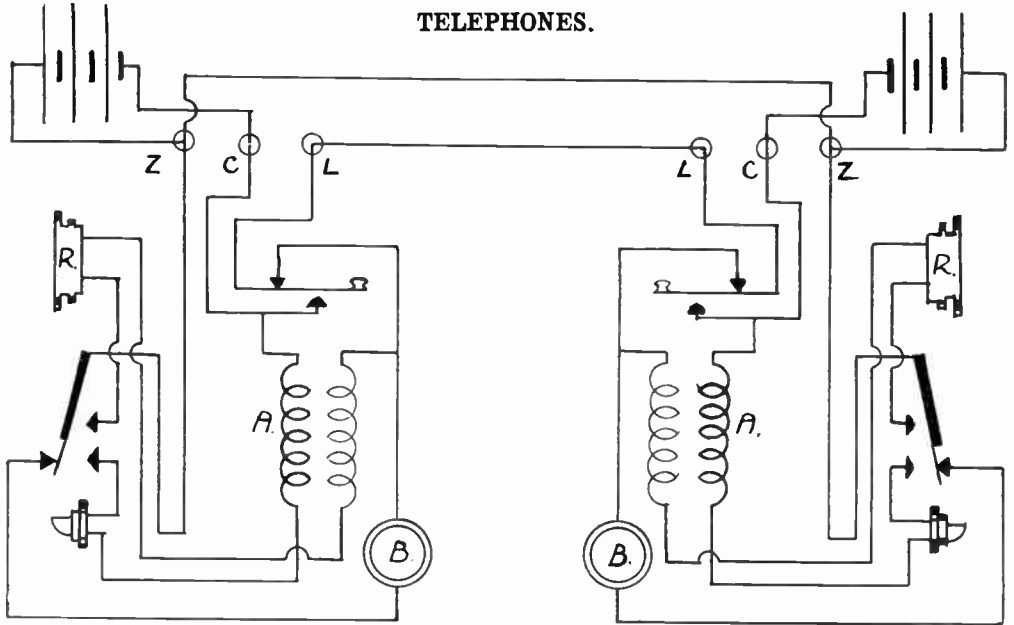 TELEPHONES.
Z C L L C Z
R. R.
A. A.
B. B.